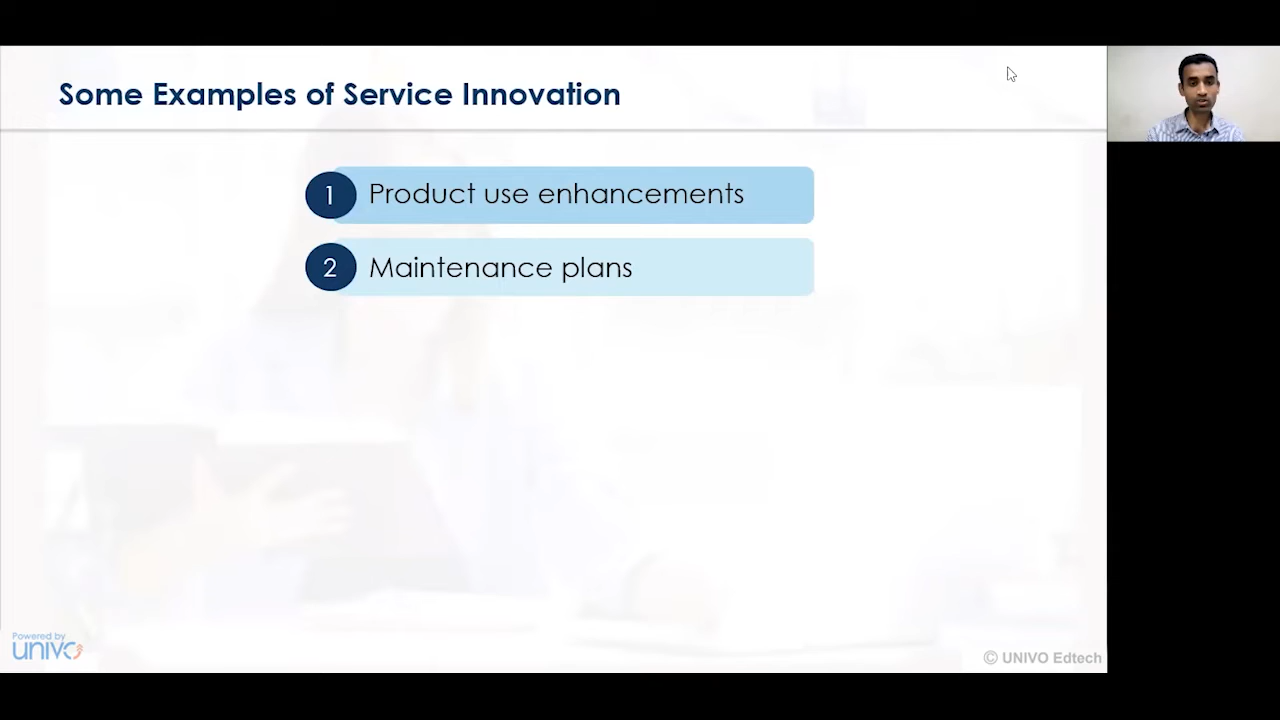 Some Examples of Service Innovation
1 Product use enhancements
2 Maintenance plans
Powered by
UNIVO
© UNIVO Edtech